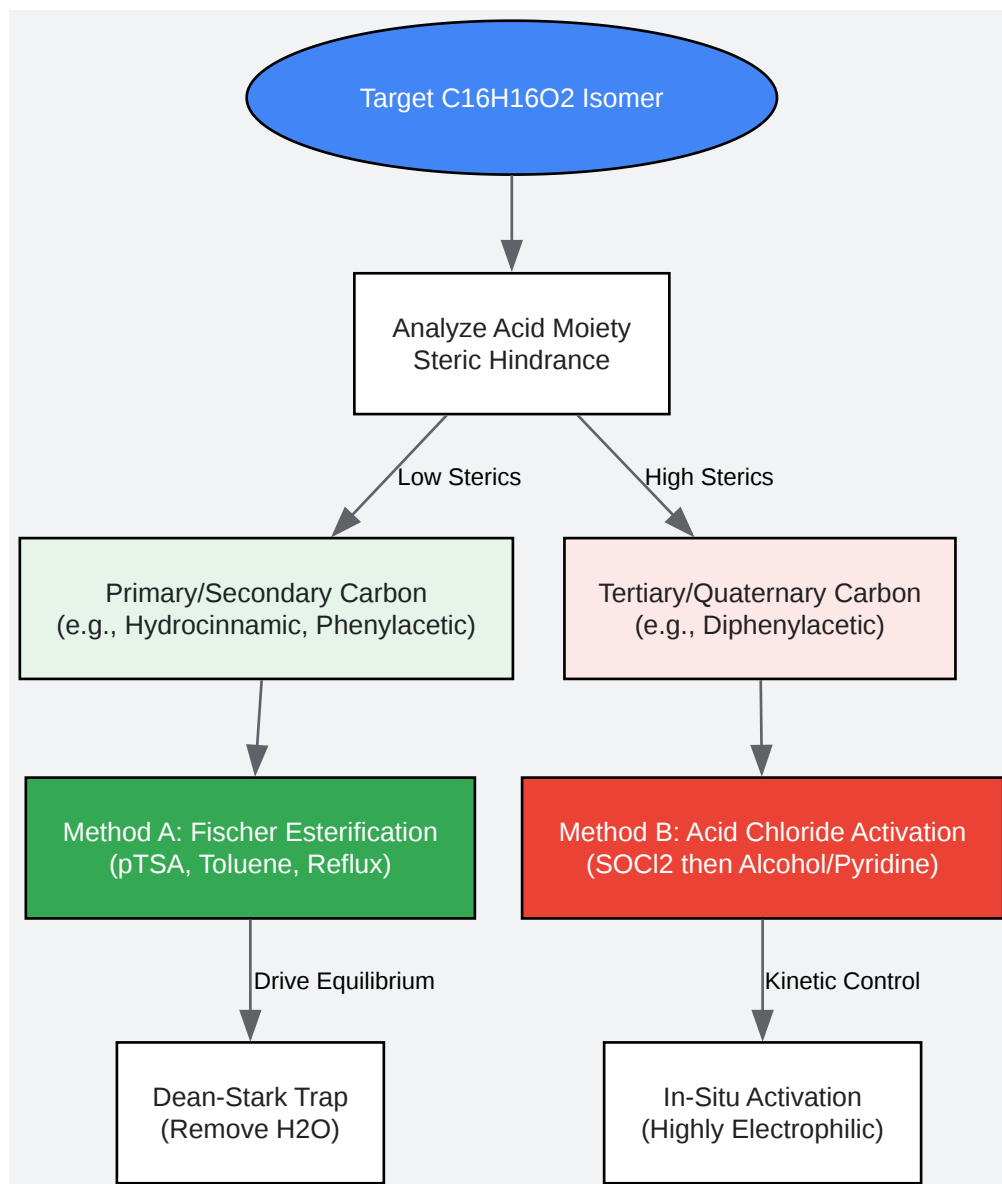 Target C16H16O2 Isomer
Analyze Acid Moiety
Steric Hindrance
Low Sterics
High Sterics
Primary/Secondary Carbon
(e.g., Hydrocinnamic, Phenylacetic)
Tertiary/Quaternary Carbon
(e.g., Diphenylacetic)
Method A: Fischer Esterification
(pTSA, Toluene, Reflux)
Method B: Acid Chloride Activation
(SOCl2 then Alcohol/Pyridine)
Drive Equilibrium
Kinetic Control
Dean-Stark Trap
(Remove H2O)
In-Situ Activation
(Highly Electrophilic)